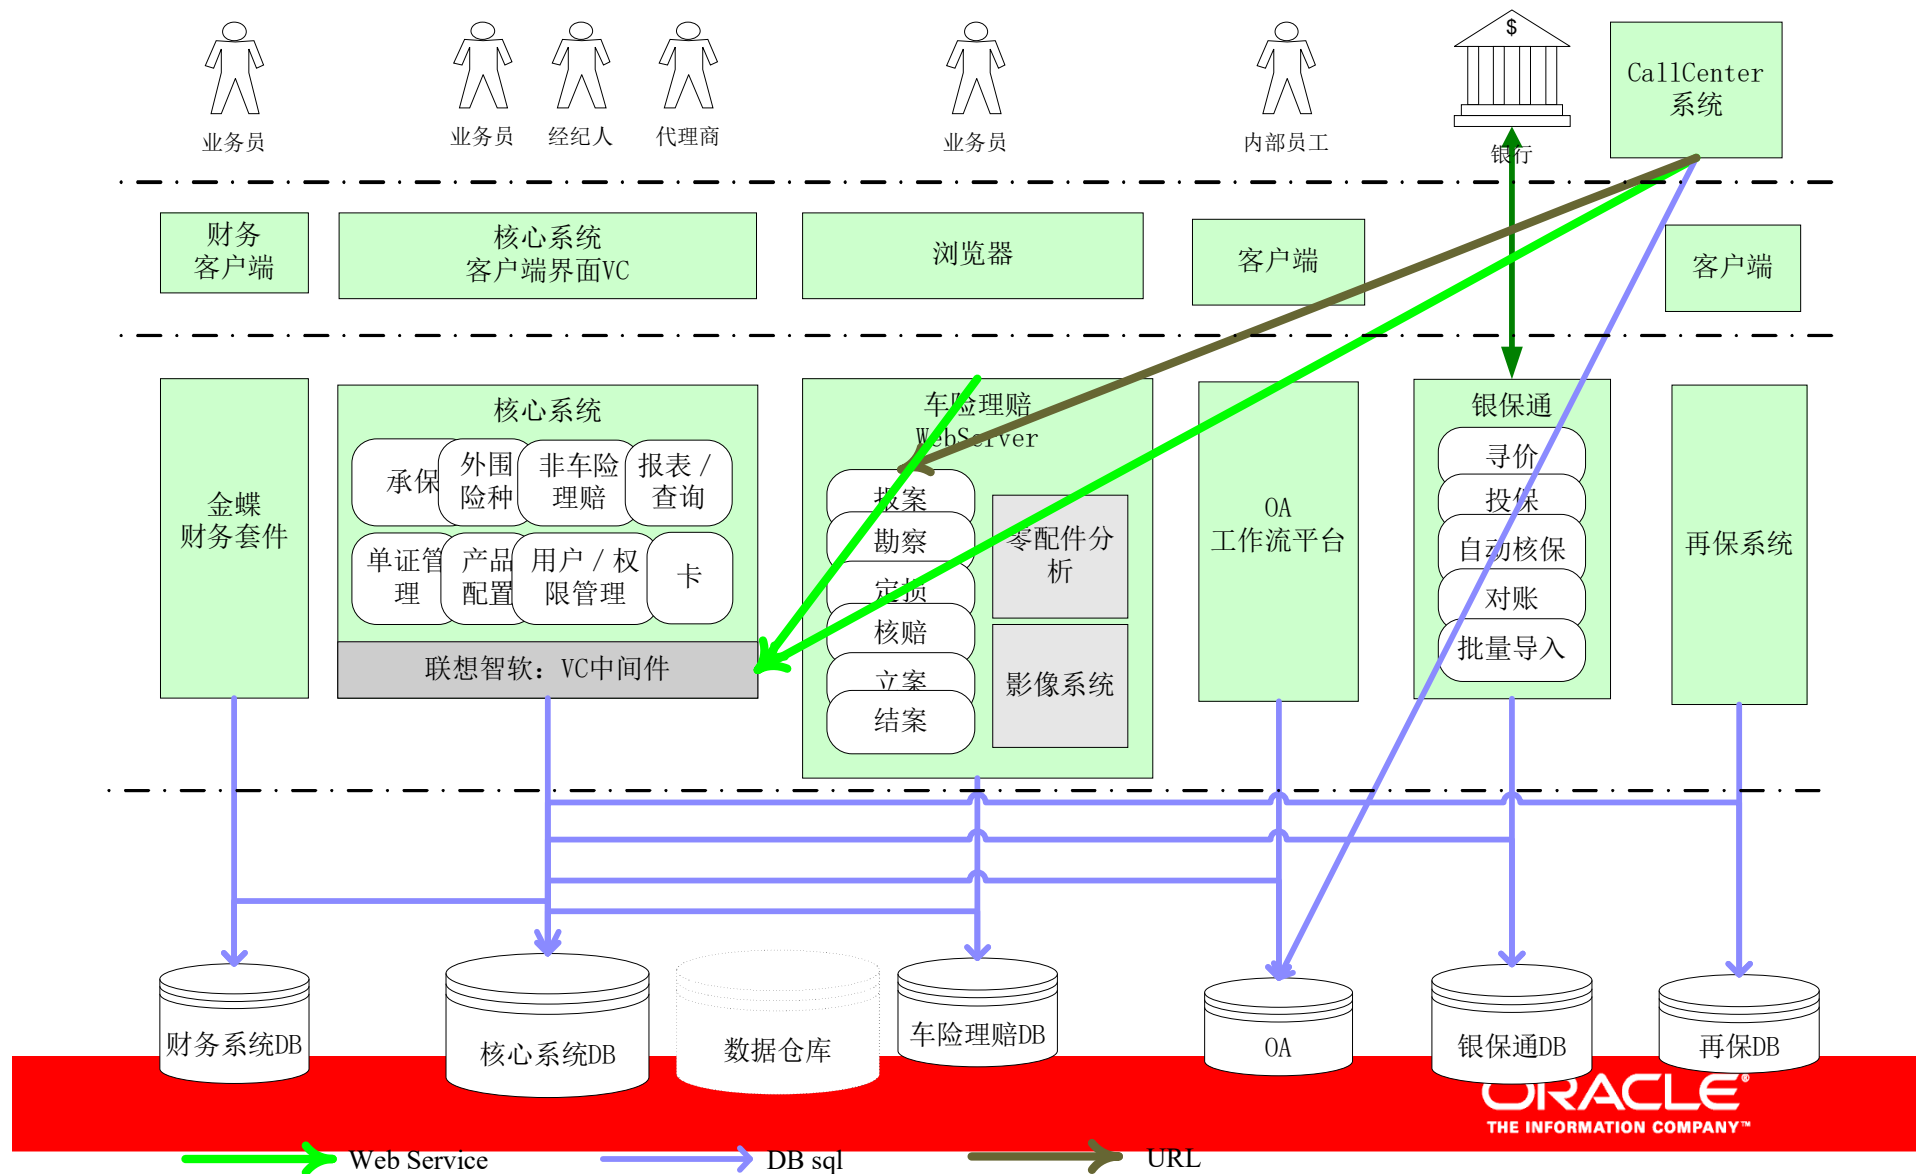 $
CallCenter
系统
业务员
业务员
经纪人
代理商
业务员
内部员工
银行
财务
客户端
核心系统
客户端界面VC
浏览器
客户端
客户端
核心系统
承保
外围
险种
非车险
理赔
报表／
查询
单证管
理
产品
配置
用户／权
限管理
卡
联想智软：VC中间件
金蝶
财务套件
车险理赔
WebServer
报案
勘察
定损
核赔
立案
结案
零配件分
析
影像系统
OA
工作流平台
银保通
寻价
投保
自动核保
对账
批量导入
再保系统
财务系统DB
核心系统DB
数据仓库
车险理赔DB
OA
银保通DB
再保DB
ORACLE®
THE INFORMATION COMPANY™
Web Service
DB sql
URL